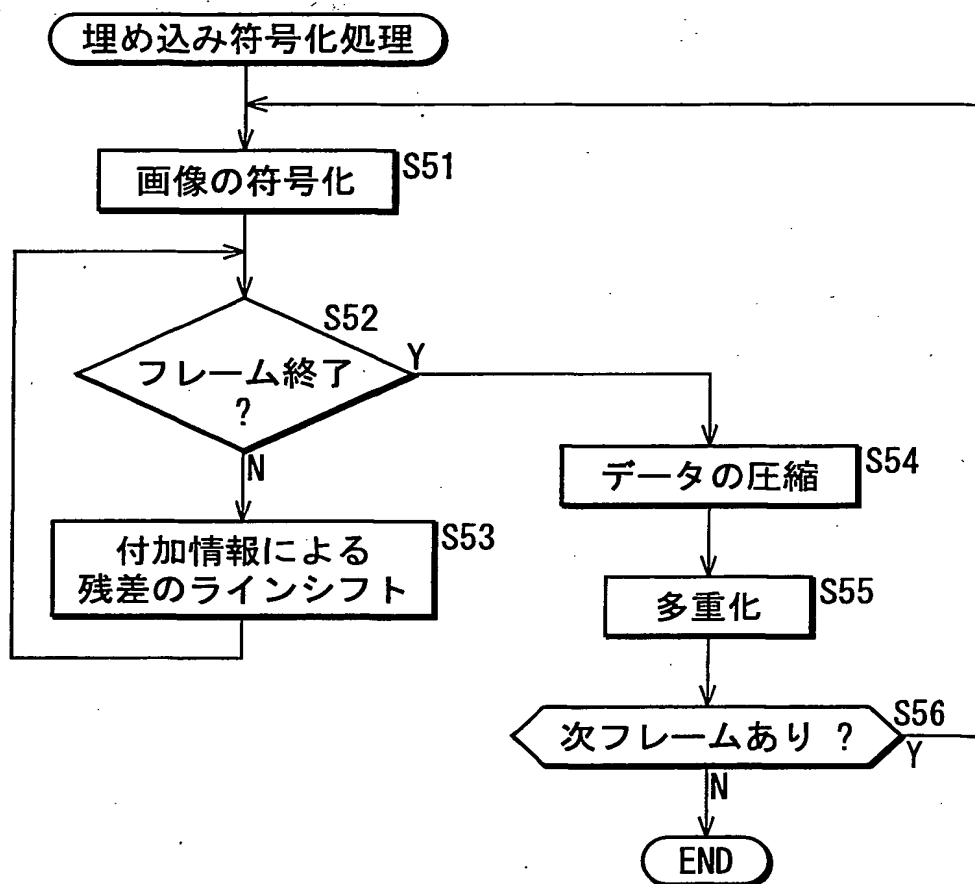 埋め込み符号化処理
画像の符号化
S51
S52
フレーム終了
?
Y
N
付加情報による
残差のラインシフト
S53
データの圧縮
S54
多重化
S55
次フレームあり ?
S56
Y
N
END